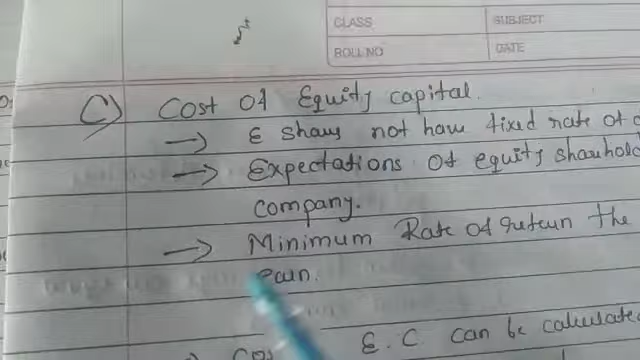 CLASS
SUBJECT
ROLL NO
DATE
C) Cost Of Equity capital.
→ E shares not have fixed rate of
→ Expectations of equity sharehold
company.
→ Minimum Rate of return the
earn.
E.C. can be calculated